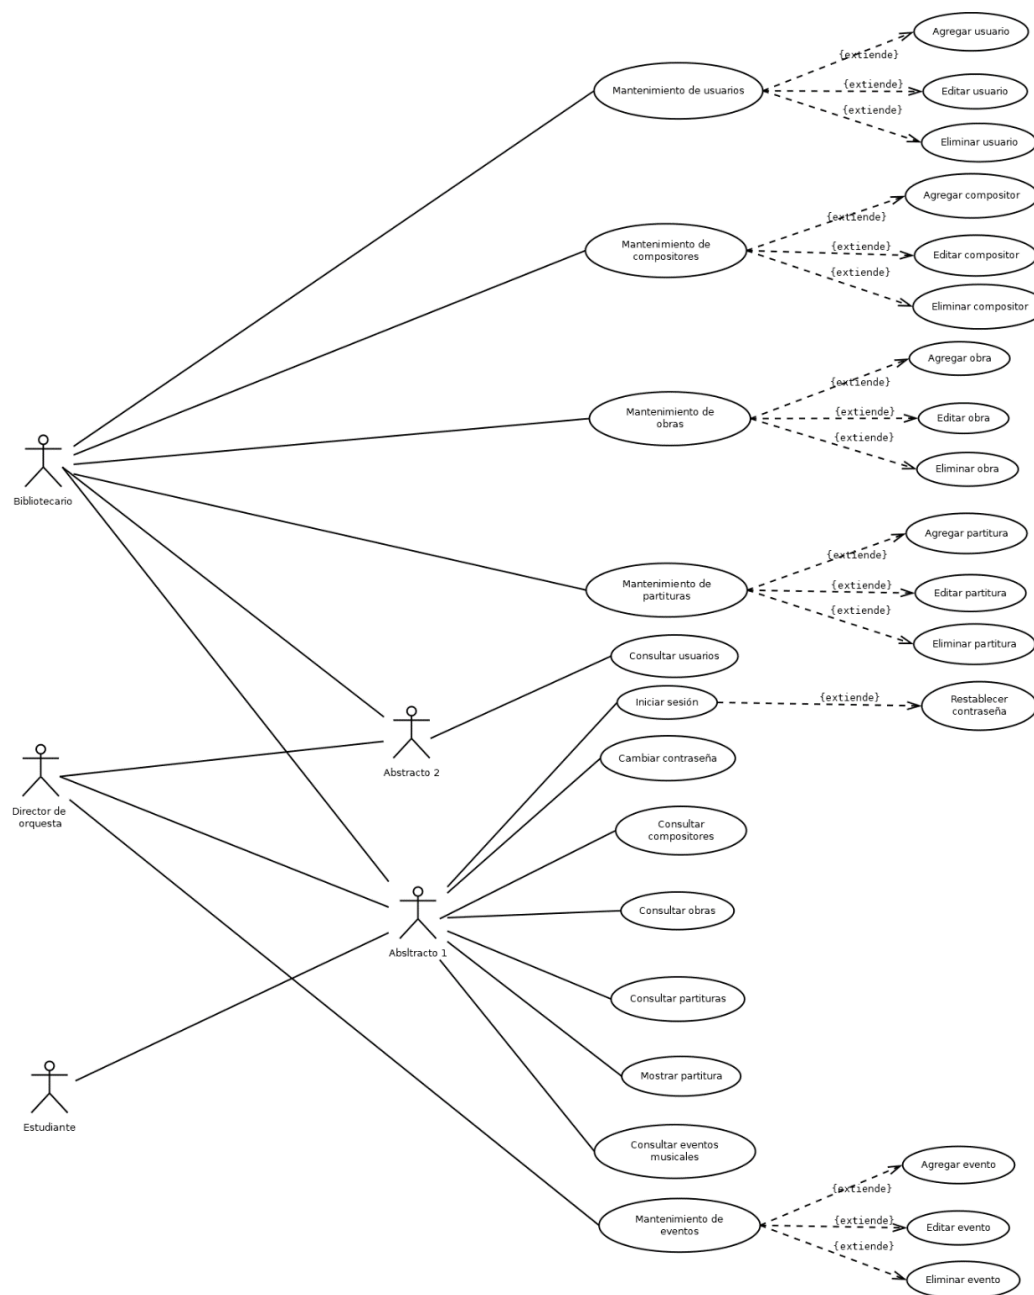 Agregar usuario
{extiende}
Mantenimiento de usuarios
{extiende}
Editar usuario
{extiende}
Eliminar usuario
Agregar compositor
{extiende}
Mantenimiento de
compositores
{extiende}
Editar compositor
{extiende}
Eliminar compositor
Agregar obra
{extiende}
Mantenimiento de
obras
{extiende}
Editar obra
{extiende}
Eliminar obra
Bibliotecario
Agregar partitura
{extiende}
Mantenimiento de
partituras
{extiende}
Editar partitura
{extiende}
Eliminar partitura
Consultar usuarios
Iniciar sesión
{extiende}
Restablecer
contraseña
Abstracto 2
Cambiar contraseña
Director de
orquesta
Consultar
compositores
Consultar obras
Absltracto 1
Consultar partituras
Mostrar partitura
Estudiante
Consultar eventos
musicales
Agregar evento
{extiende}
Mantenimiento de
eventos
{extiende}
Editar evento
{extiende}
Eliminar evento